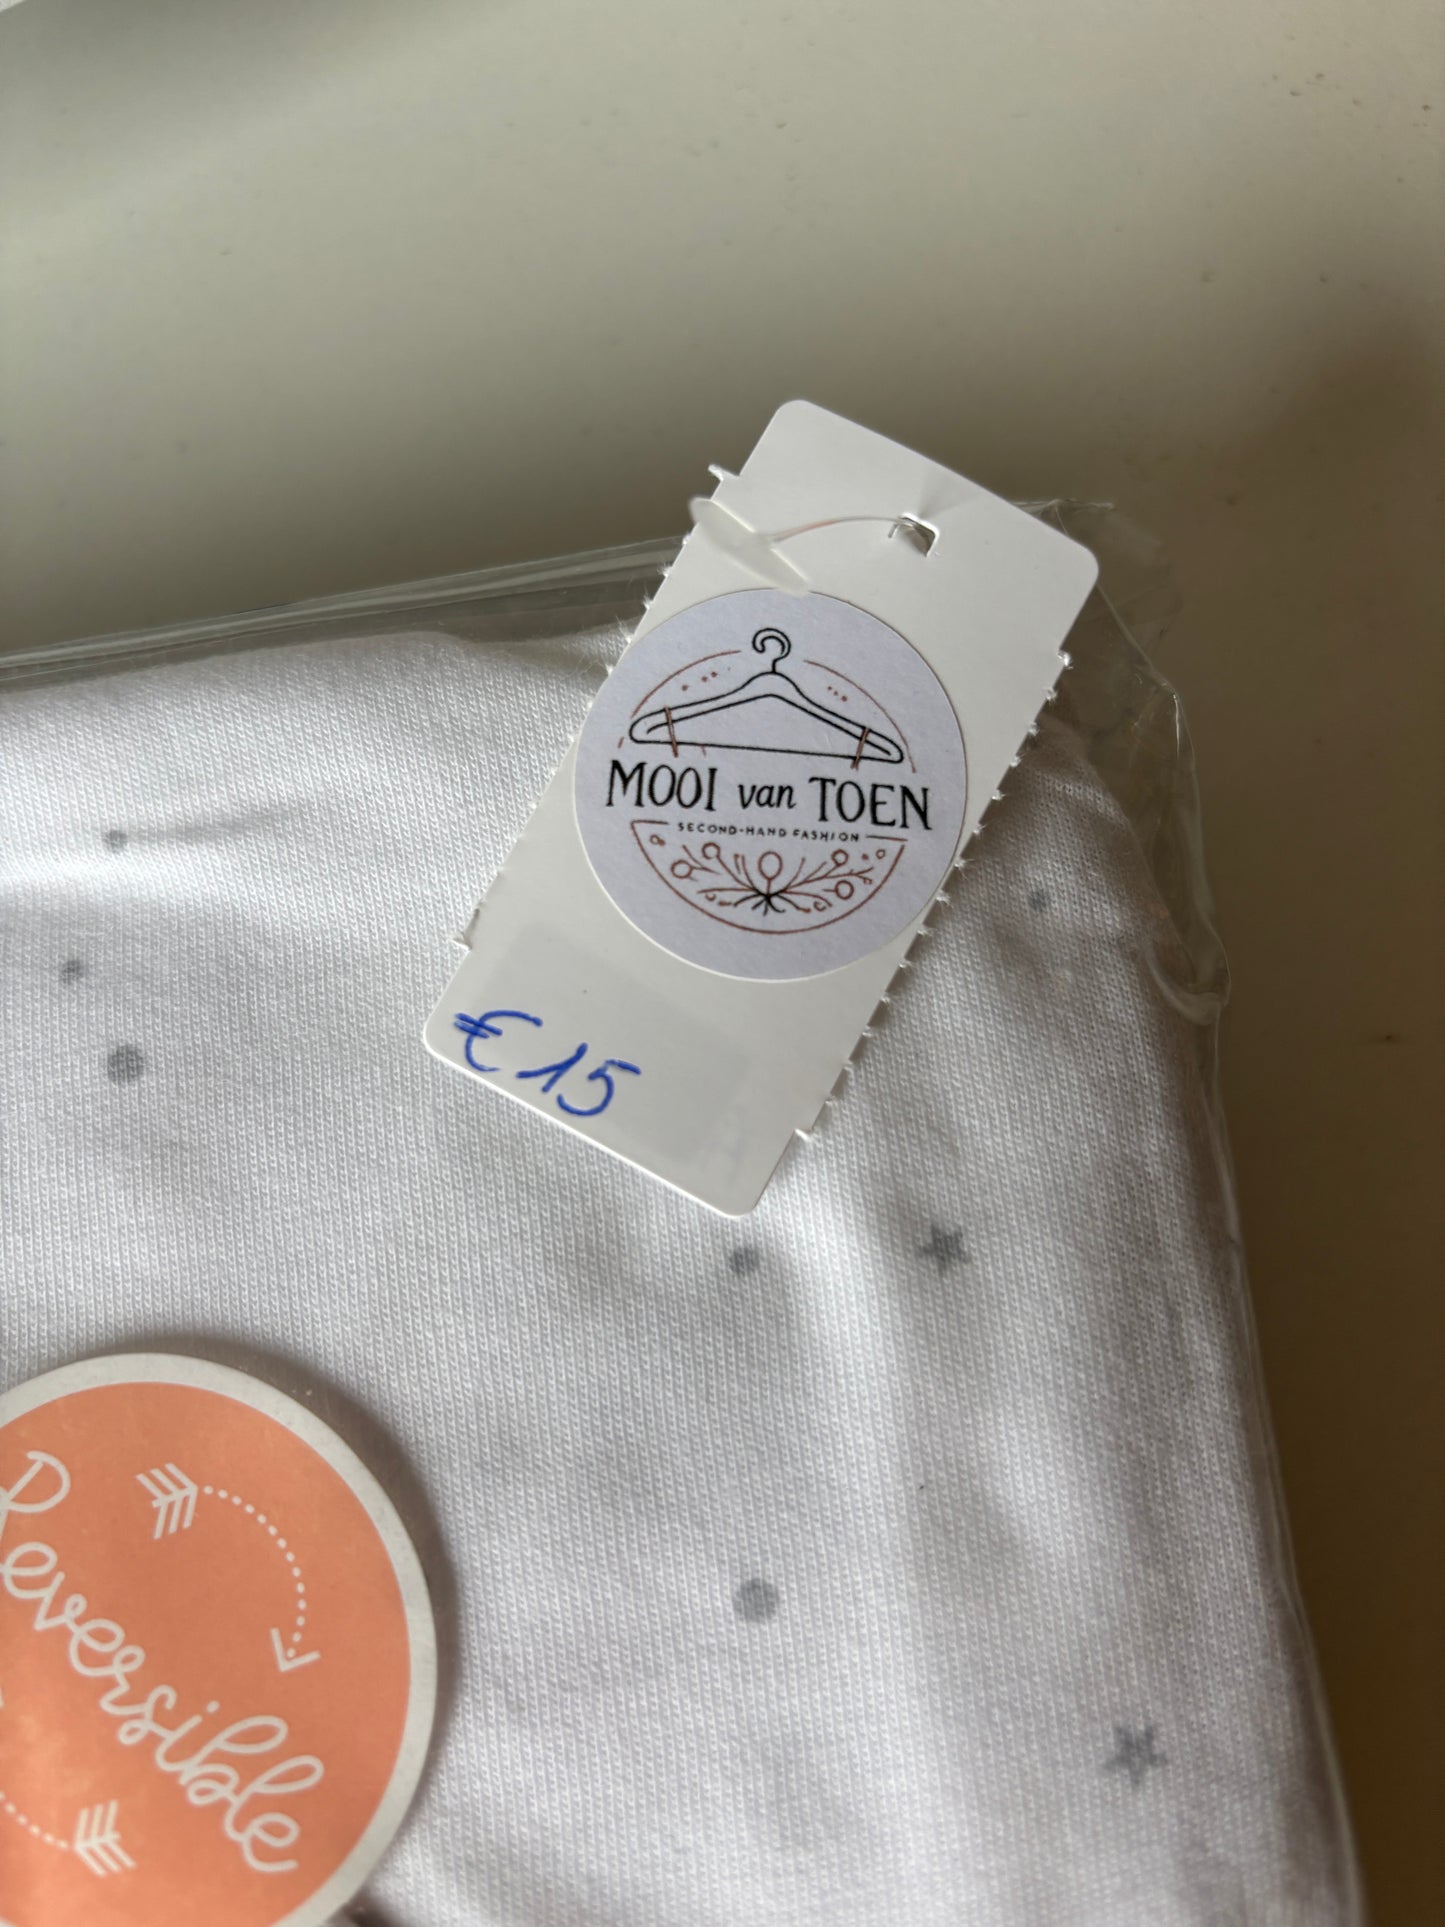 MOOI van TOEN
SECOND-HAND FASHION
€15
Reversible